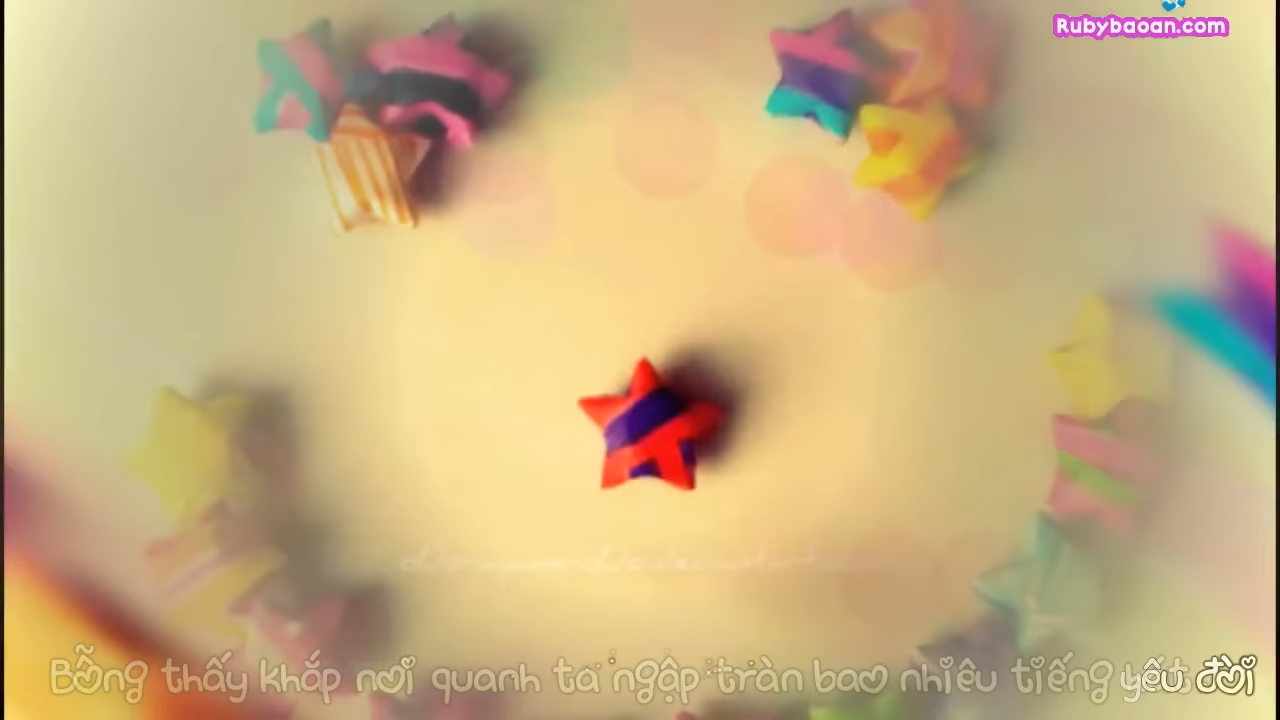 Rubybaoan.com
Bỗng thấy khắp nơi quanh ta ngập tràn bao nhiêu tiếng yêu đời